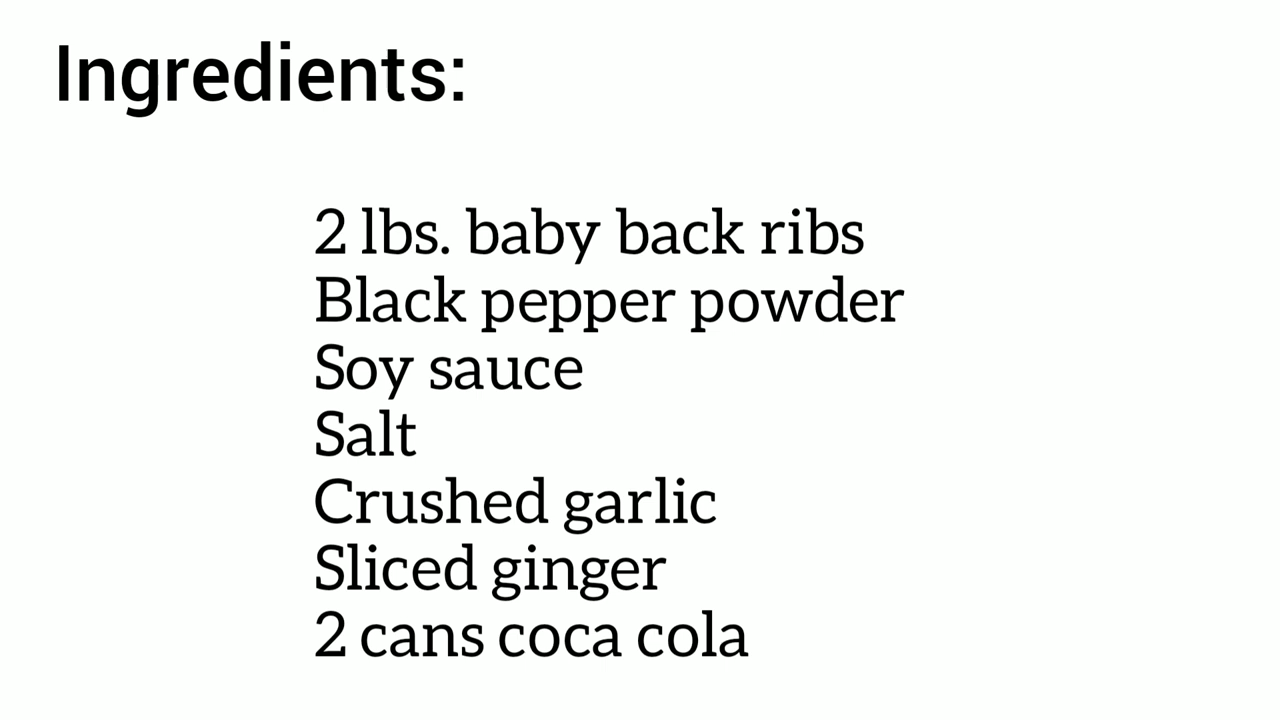 Ingredients:
2 lbs. baby back ribs
Black pepper powder
Soy sauce
Salt
Crushed garlic
Sliced ginger
2 cans coca cola